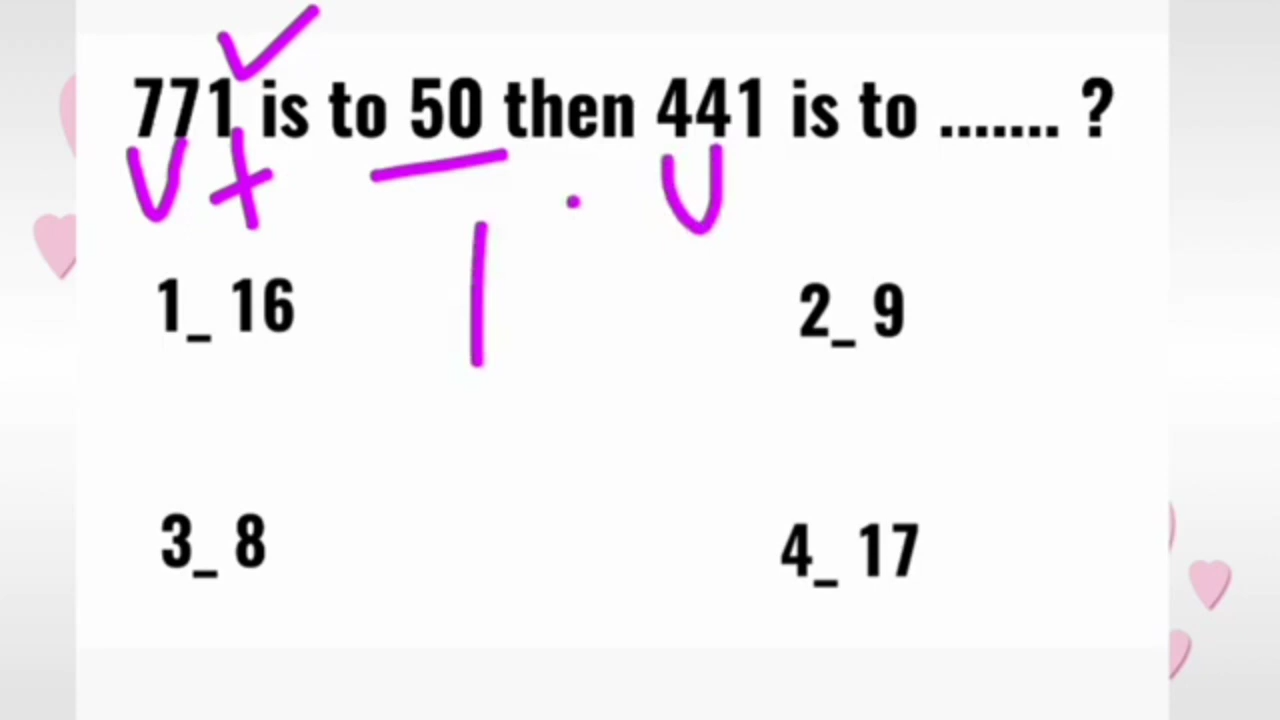 771 is to 50 then 441 is to ....... ?
1_ 16
2_ 9
3_ 8
4_ 17